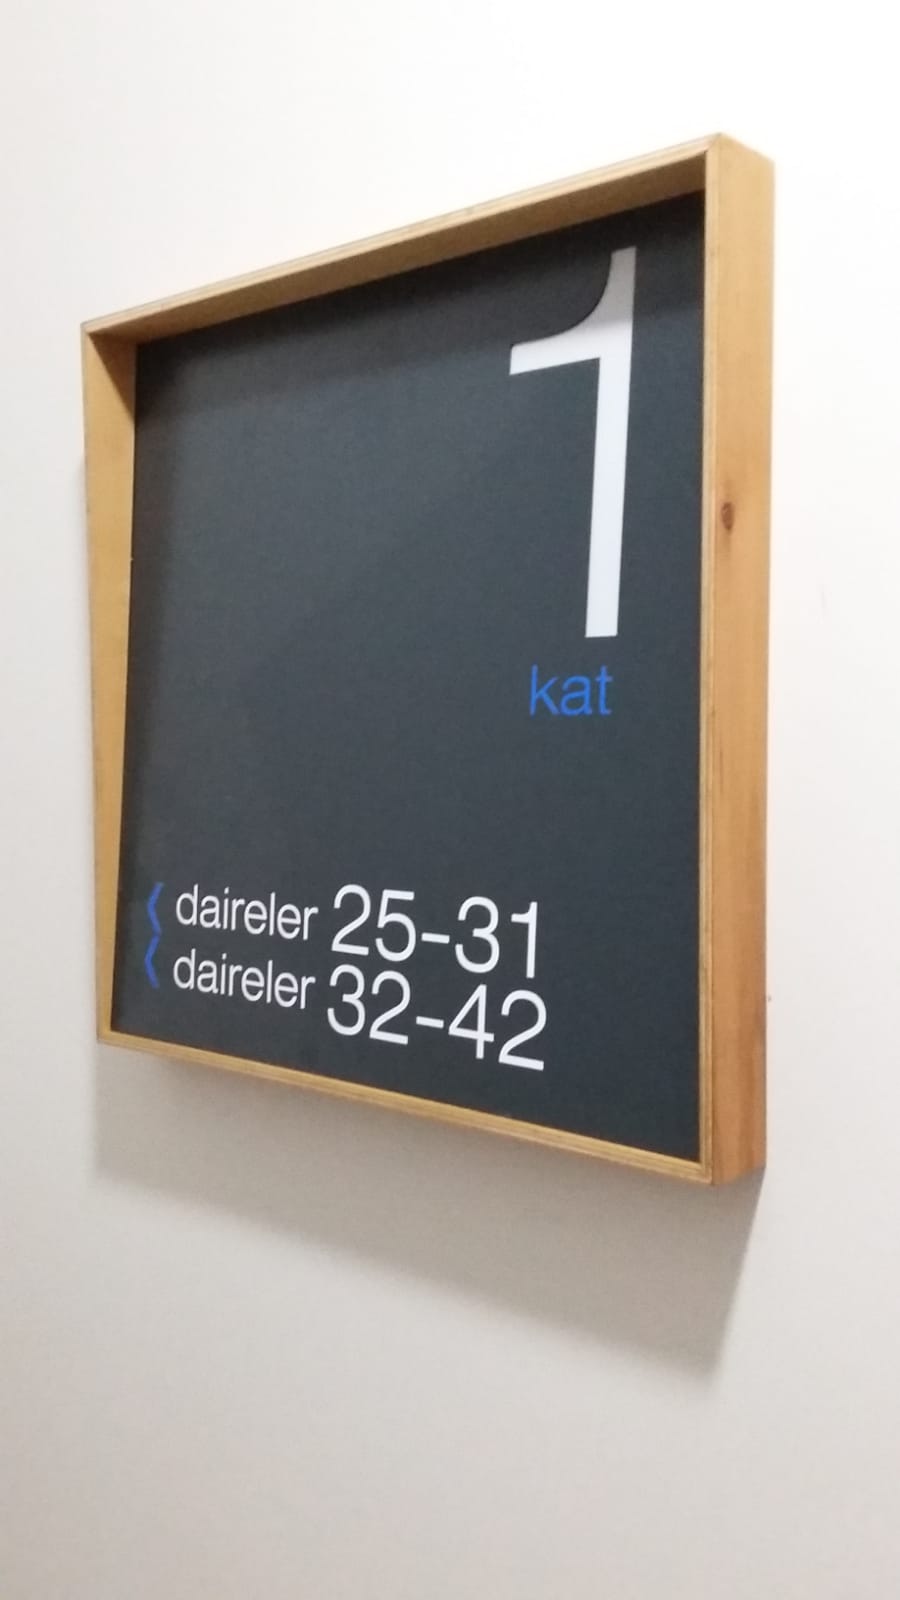 1
kat
daireler 25-31
daireler 32-42